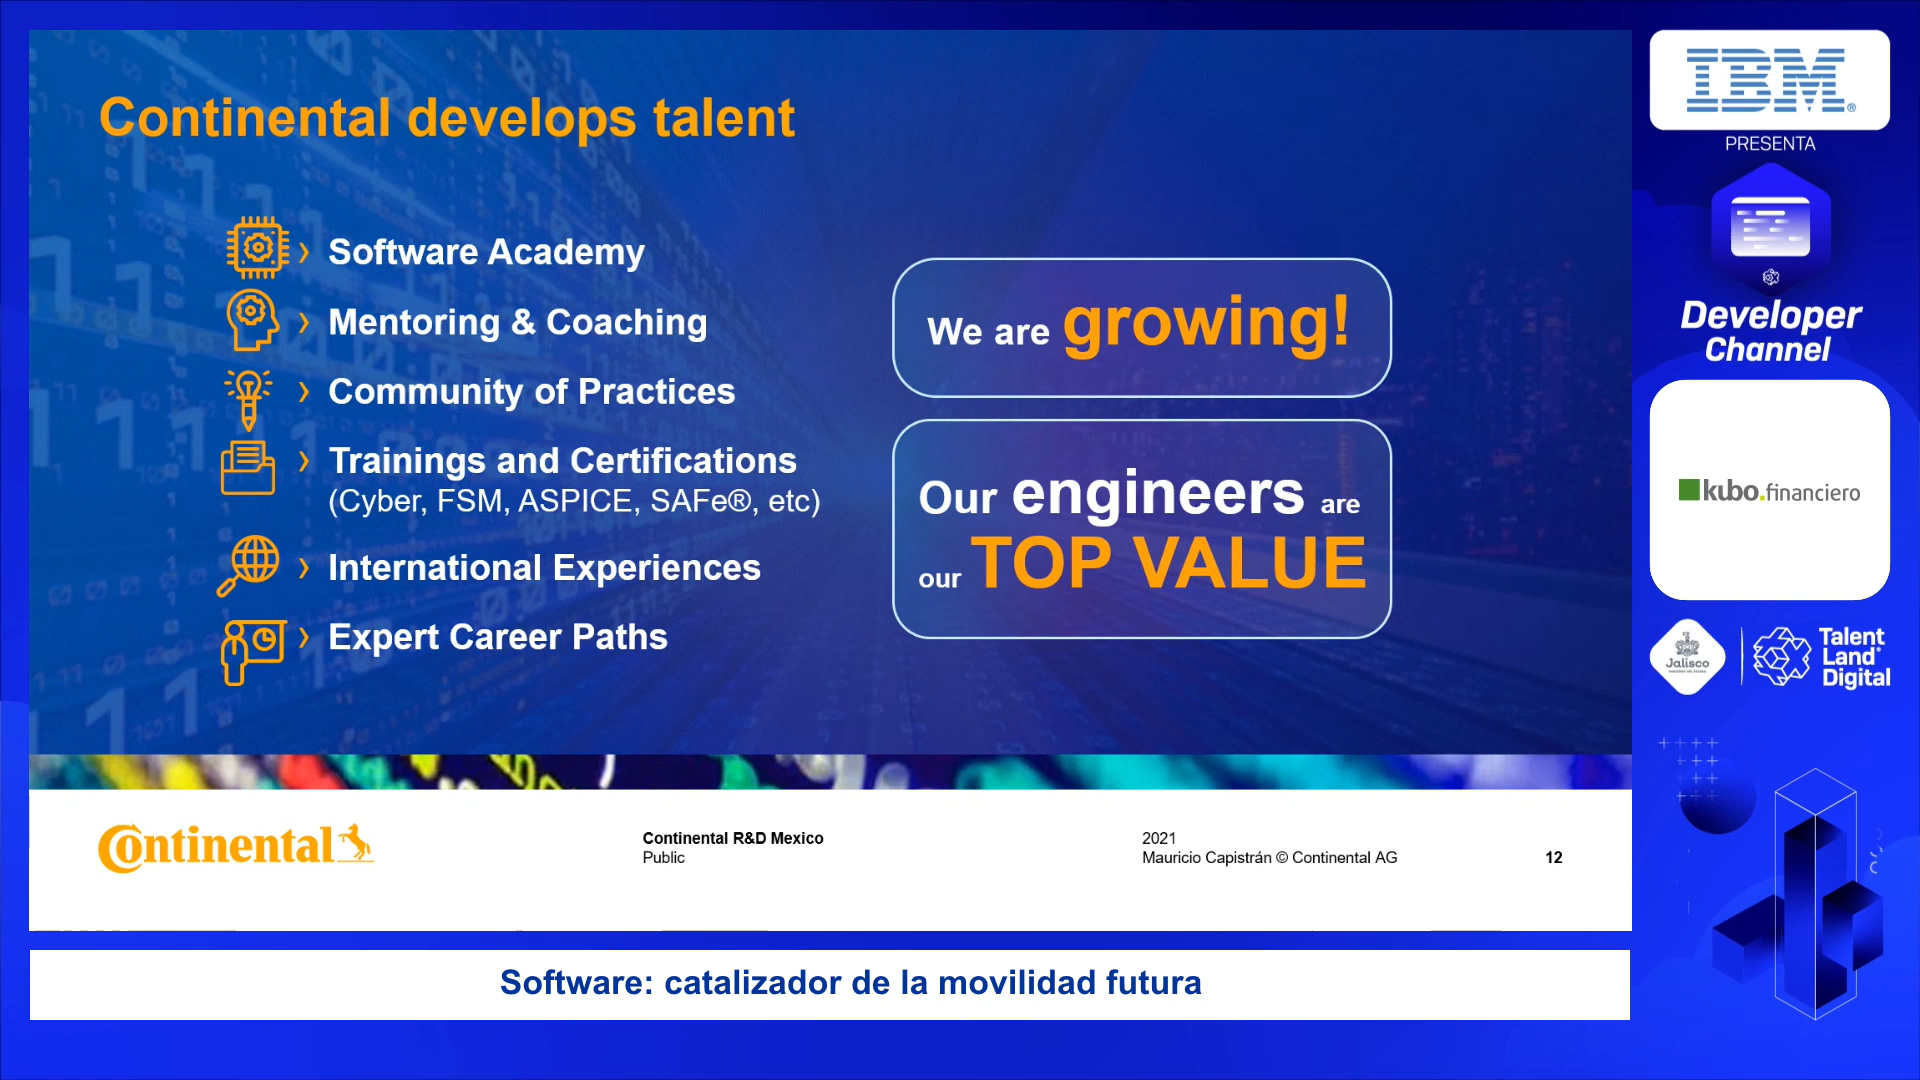 Continental develops talent
› Software Academy
› Mentoring & Coaching
› Community of Practices
› Trainings and Certifications
(Cyber, FSM, ASPICE, SAFe®, etc)
› International Experiences
› Expert Career Paths
We are growing!
Our engineers are
our TOP VALUE
Continental
Continental R&D Mexico
Public
2021
Mauricio Capistrán © Continental AG
12
Software: catalizador de la movilidad futura
IBM®
PRESENTA
Developer
Channel
kubo.financiero
Jalisco
Talent
Land®
Digital